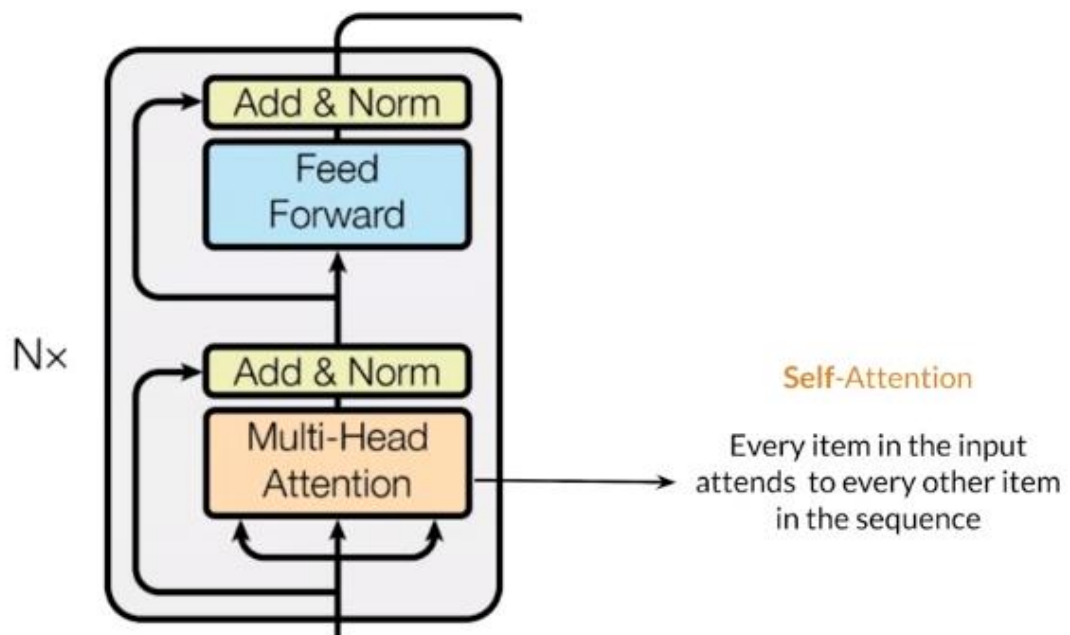 Add & Norm
Feed
Forward
Nx
Add & Norm
Multi-Head
Attention
Self-Attention
Every item in the input
attends to every other item
in the sequence